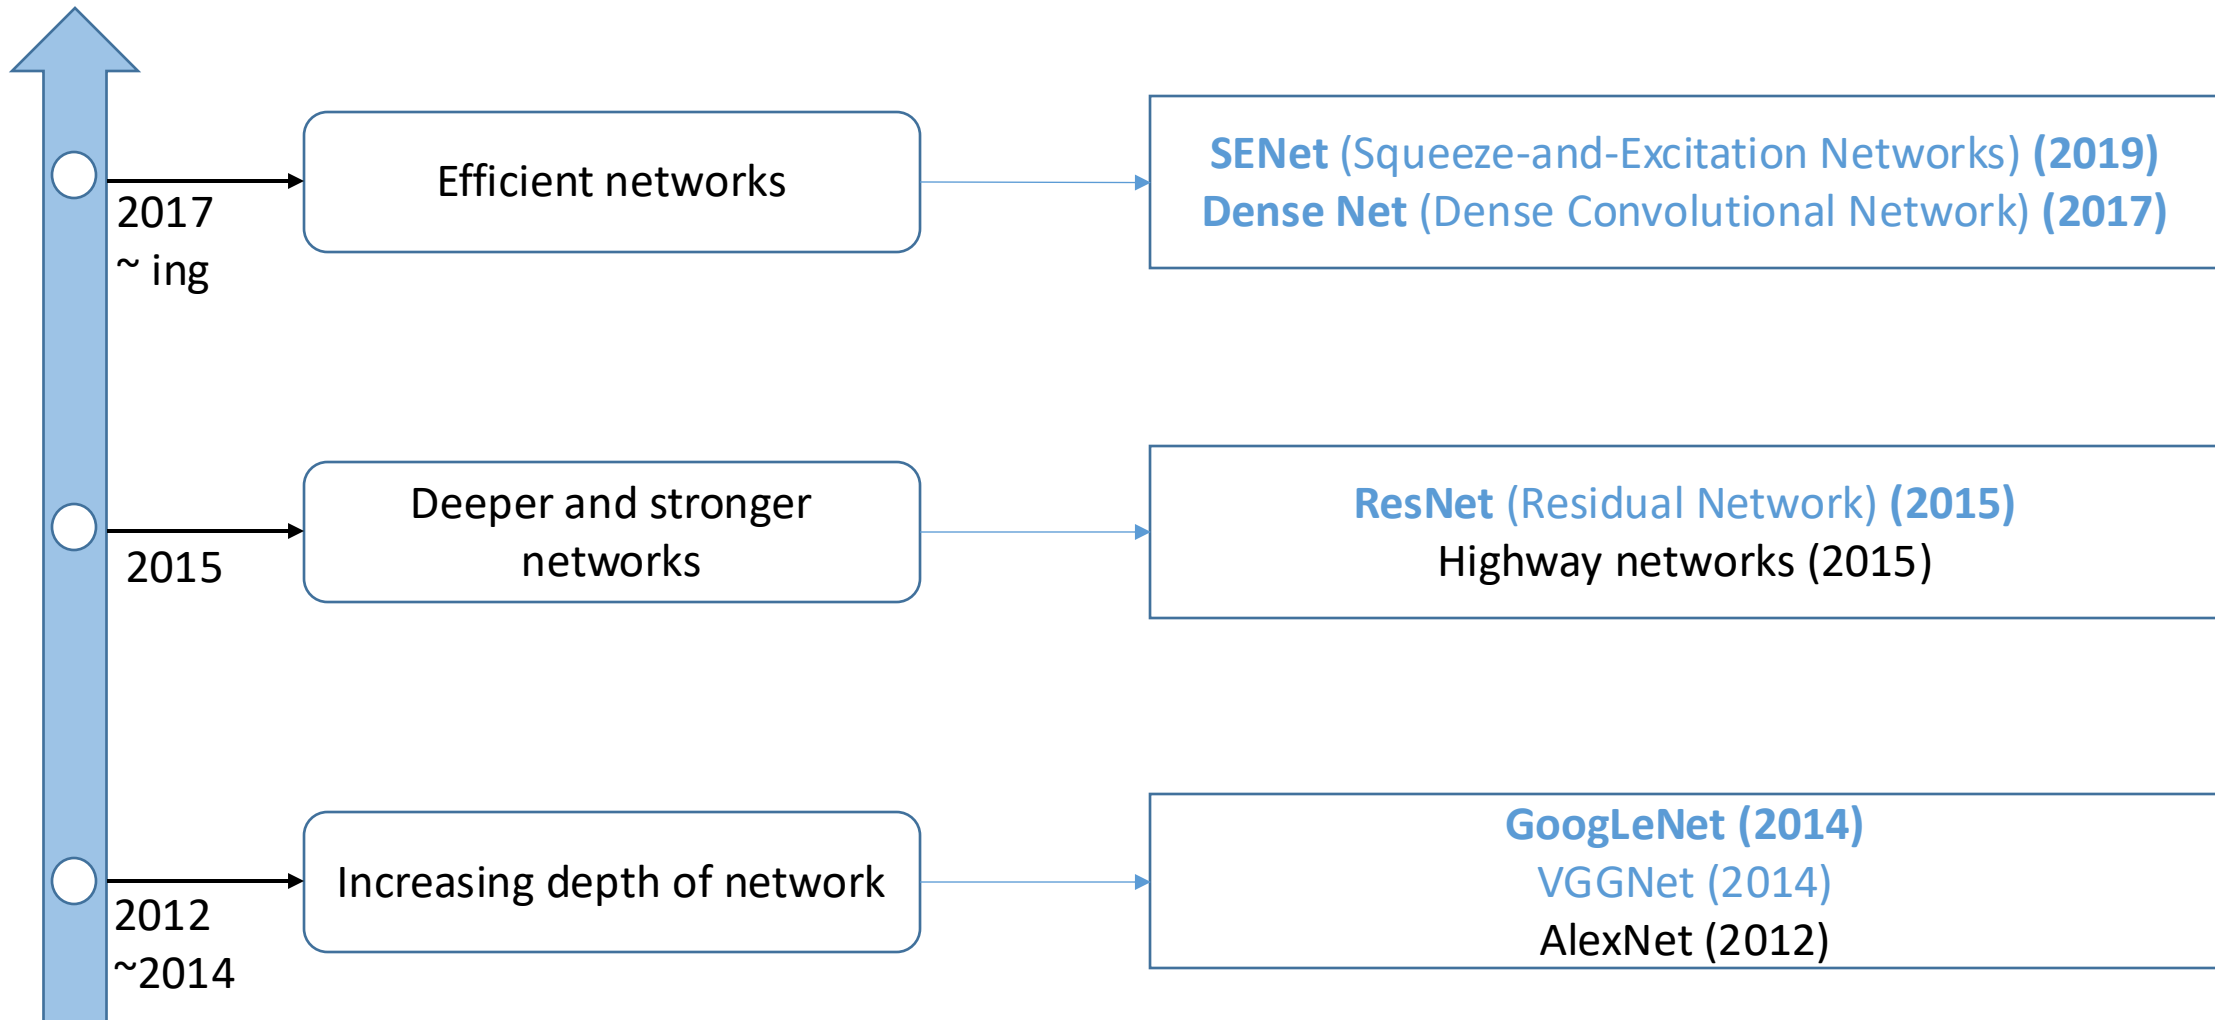 2017
~ ing
Efficient networks
SENet (Squeeze-and-Excitation Networks) (2019)
Dense Net (Dense Convolutional Network) (2017)
2015
Deeper and stronger
networks
ResNet (Residual Network) (2015)
Highway networks (2015)
2012
~2014
Increasing depth of network
GoogLeNet (2014)
VGGNet (2014)
AlexNet (2012)